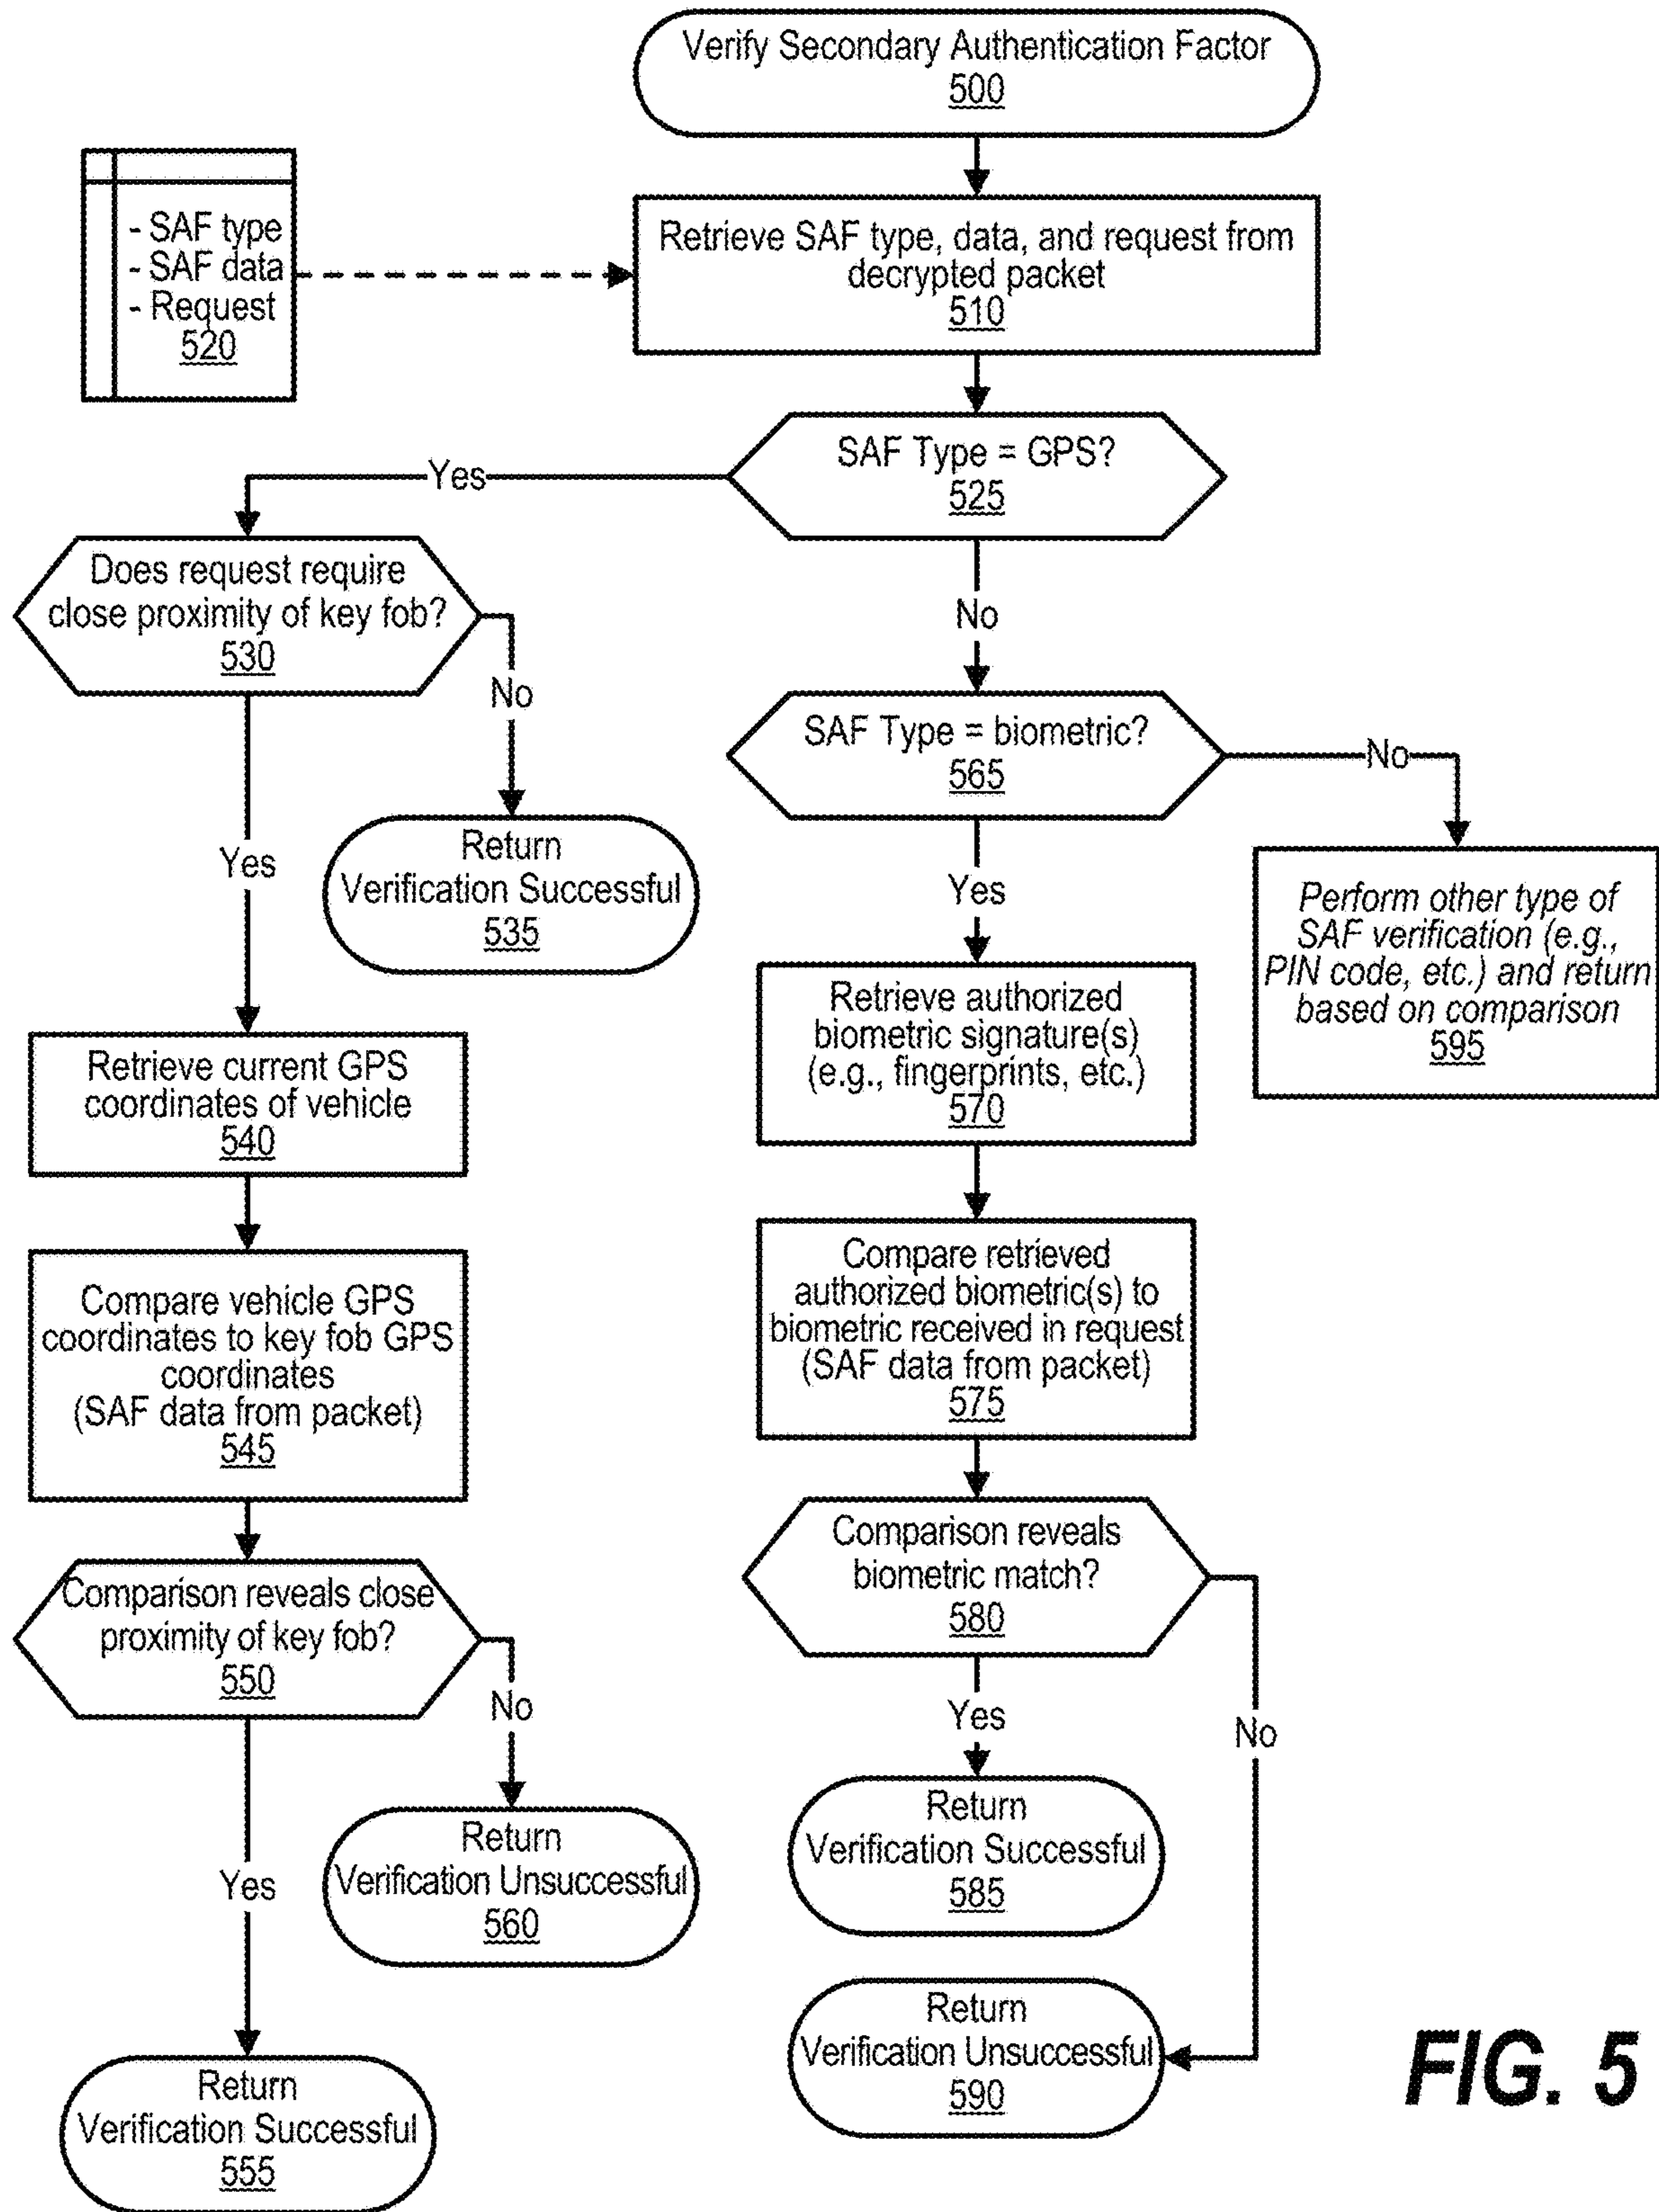 Verify Secondary Authentication Factor
500
- SAF type
- SAF data
- Request
520
Retrieve SAF type, data, and request from
decrypted packet
510
SAF Type = GPS?
525
Yes
No
Does request require
close proximity of key fob?
530
No
Yes
Return
Verification Successful
535
SAF Type = biometric?
565
No
Yes
Perform other type of
SAF verification (e.g.,
PIN code, etc.) and return
based on comparison
595
Retrieve current GPS
coordinates of vehicle
540
Retrieve authorized
biometric signature(s)
(e.g., fingerprints, etc.)
570
Compare vehicle GPS
coordinates to key fob GPS
coordinates
(SAF data from packet)
545
Compare retrieved
authorized biometric(s) to
biometric received in request
(SAF data from packet)
575
Comparison reveals close
proximity of key fob?
550
No
Yes
Comparison reveals
biometric match?
580
Yes
No
Return
Verification Unsuccessful
560
Return
Verification Successful
585
Return
Verification Successful
555
Return
Verification Unsuccessful
590
FIG. 5